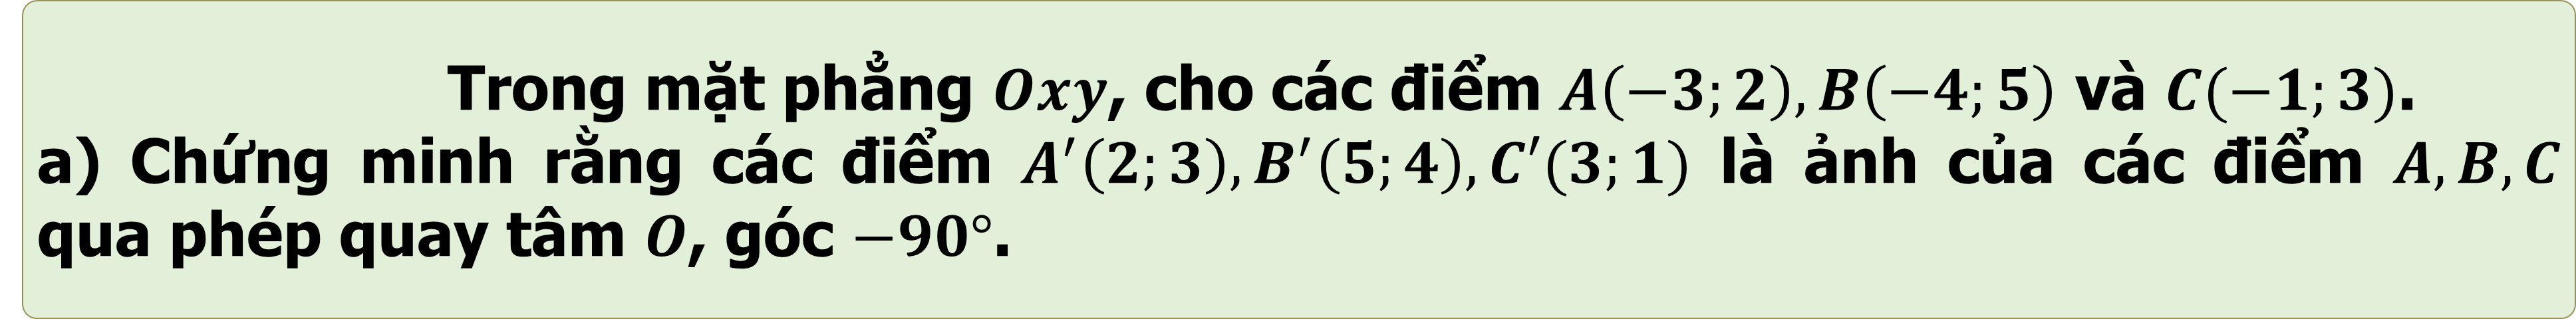 Trong mặt phẳng Oxy, cho các điểm A(−3; 2), B(−4; 5) và C(−1; 3).
a) Chứng minh rằng các điểm A′(2; 3), B′(5; 4), C′(3; 1) là ảnh của các điểm A, B, C
qua phép quay tâm O, góc −90°.